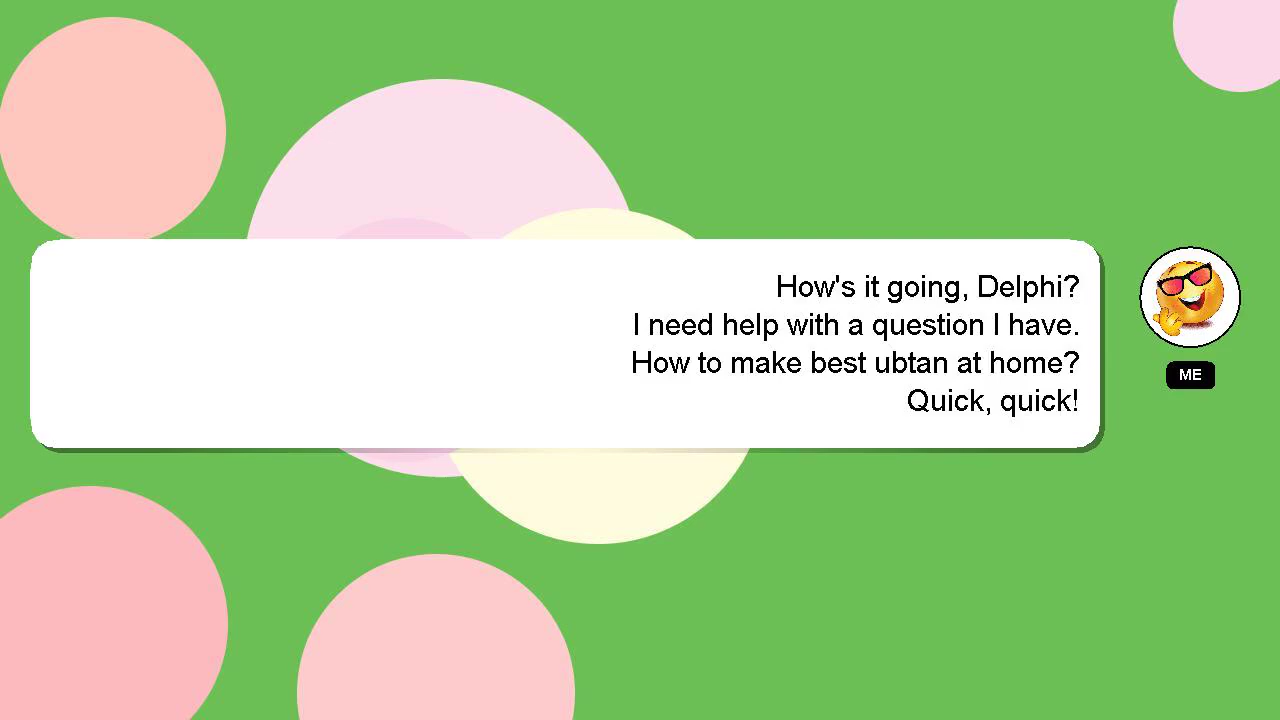 How's it going, Delphi?
I need help with a question I have.
How to make best ubtan at home?
Quick, quick!
ME